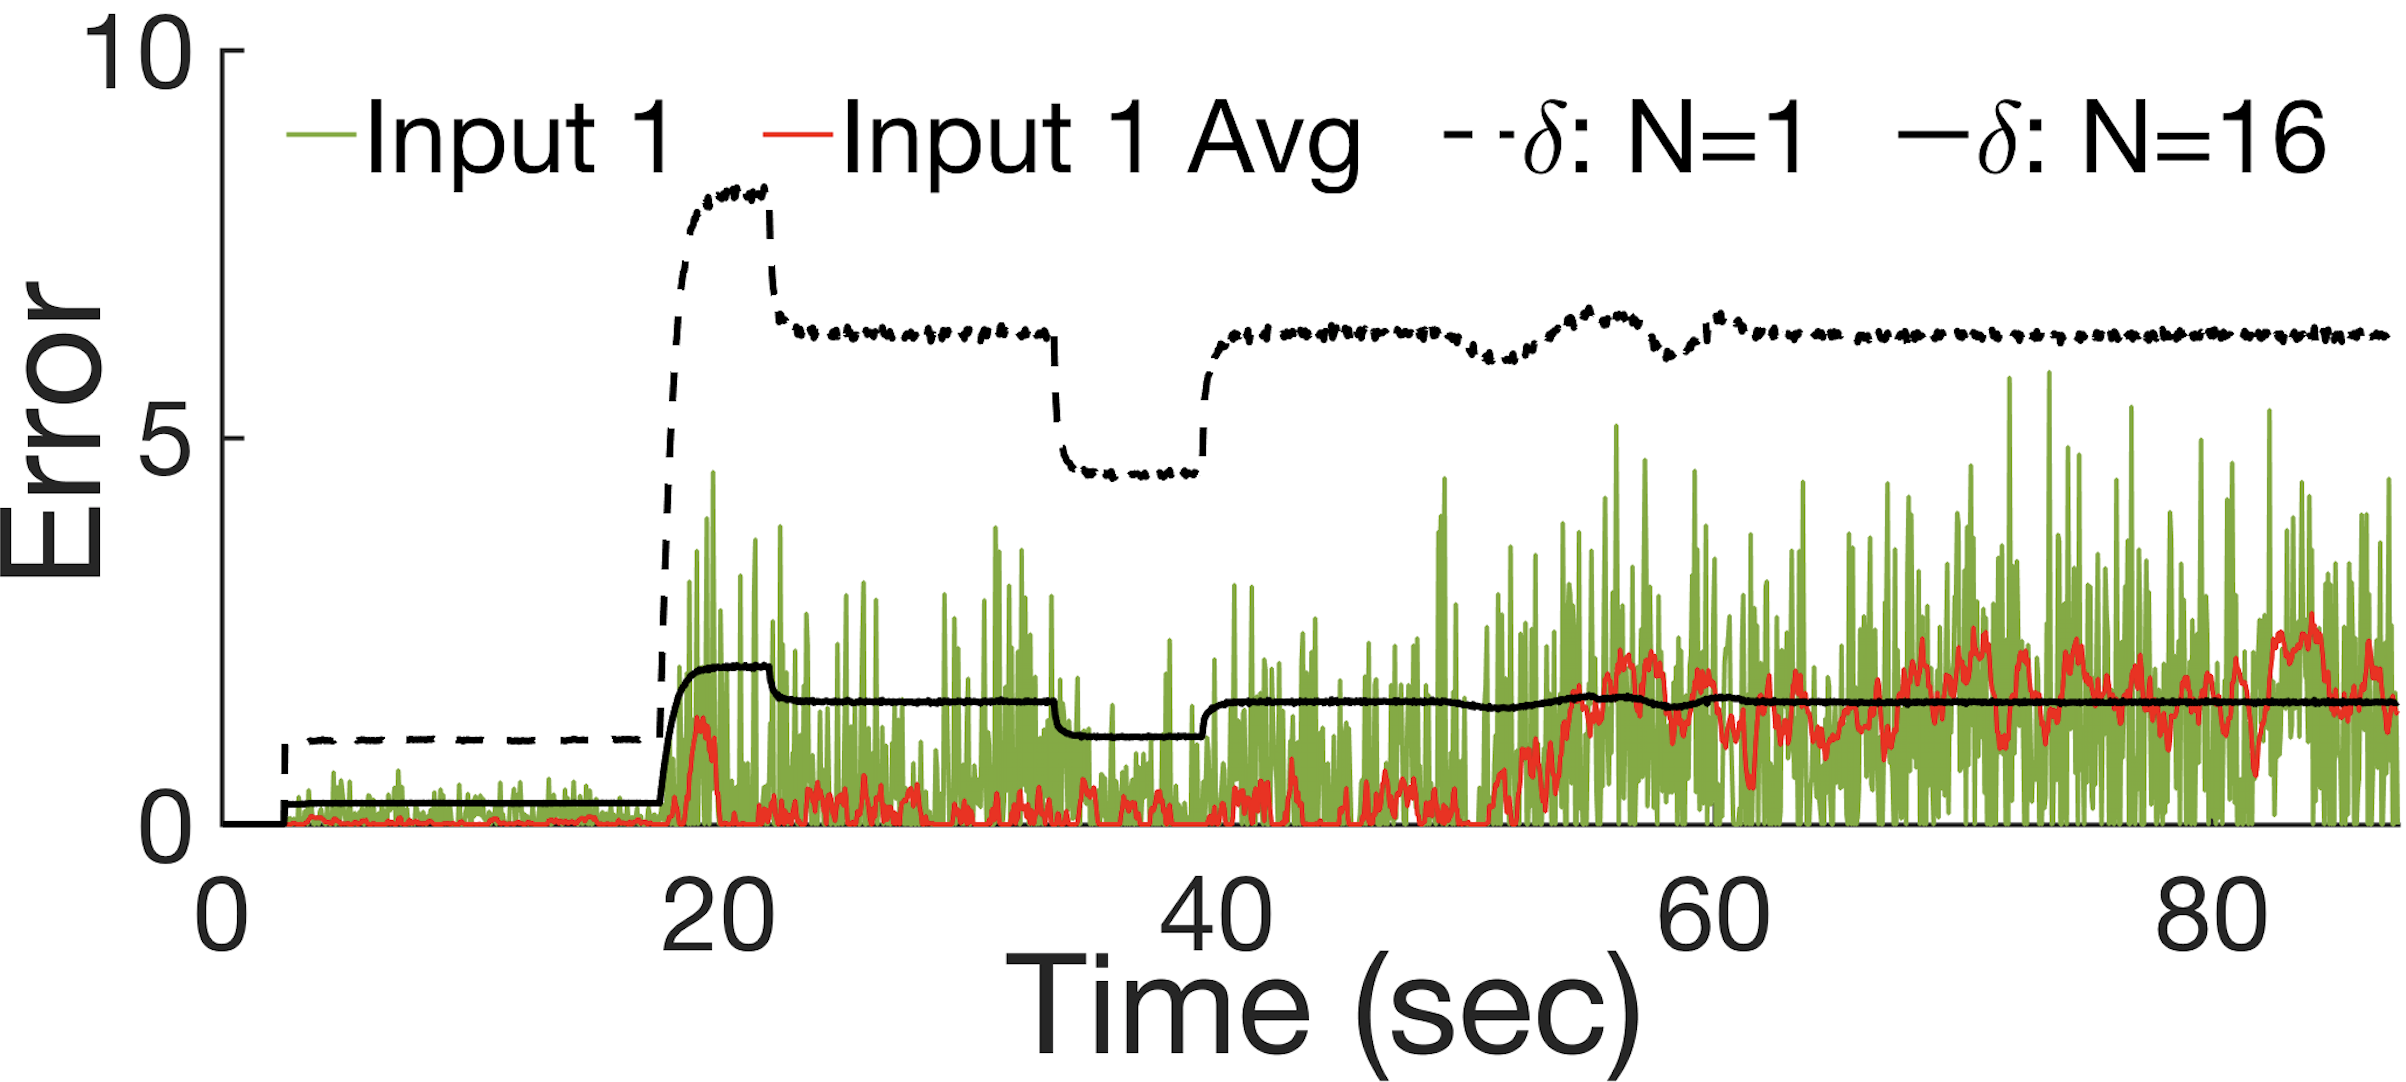 10
Input 1 Input 1 Avg δ: N=1 δ: N=16
Error
5
0
0 20 40 60 80
Time (sec)